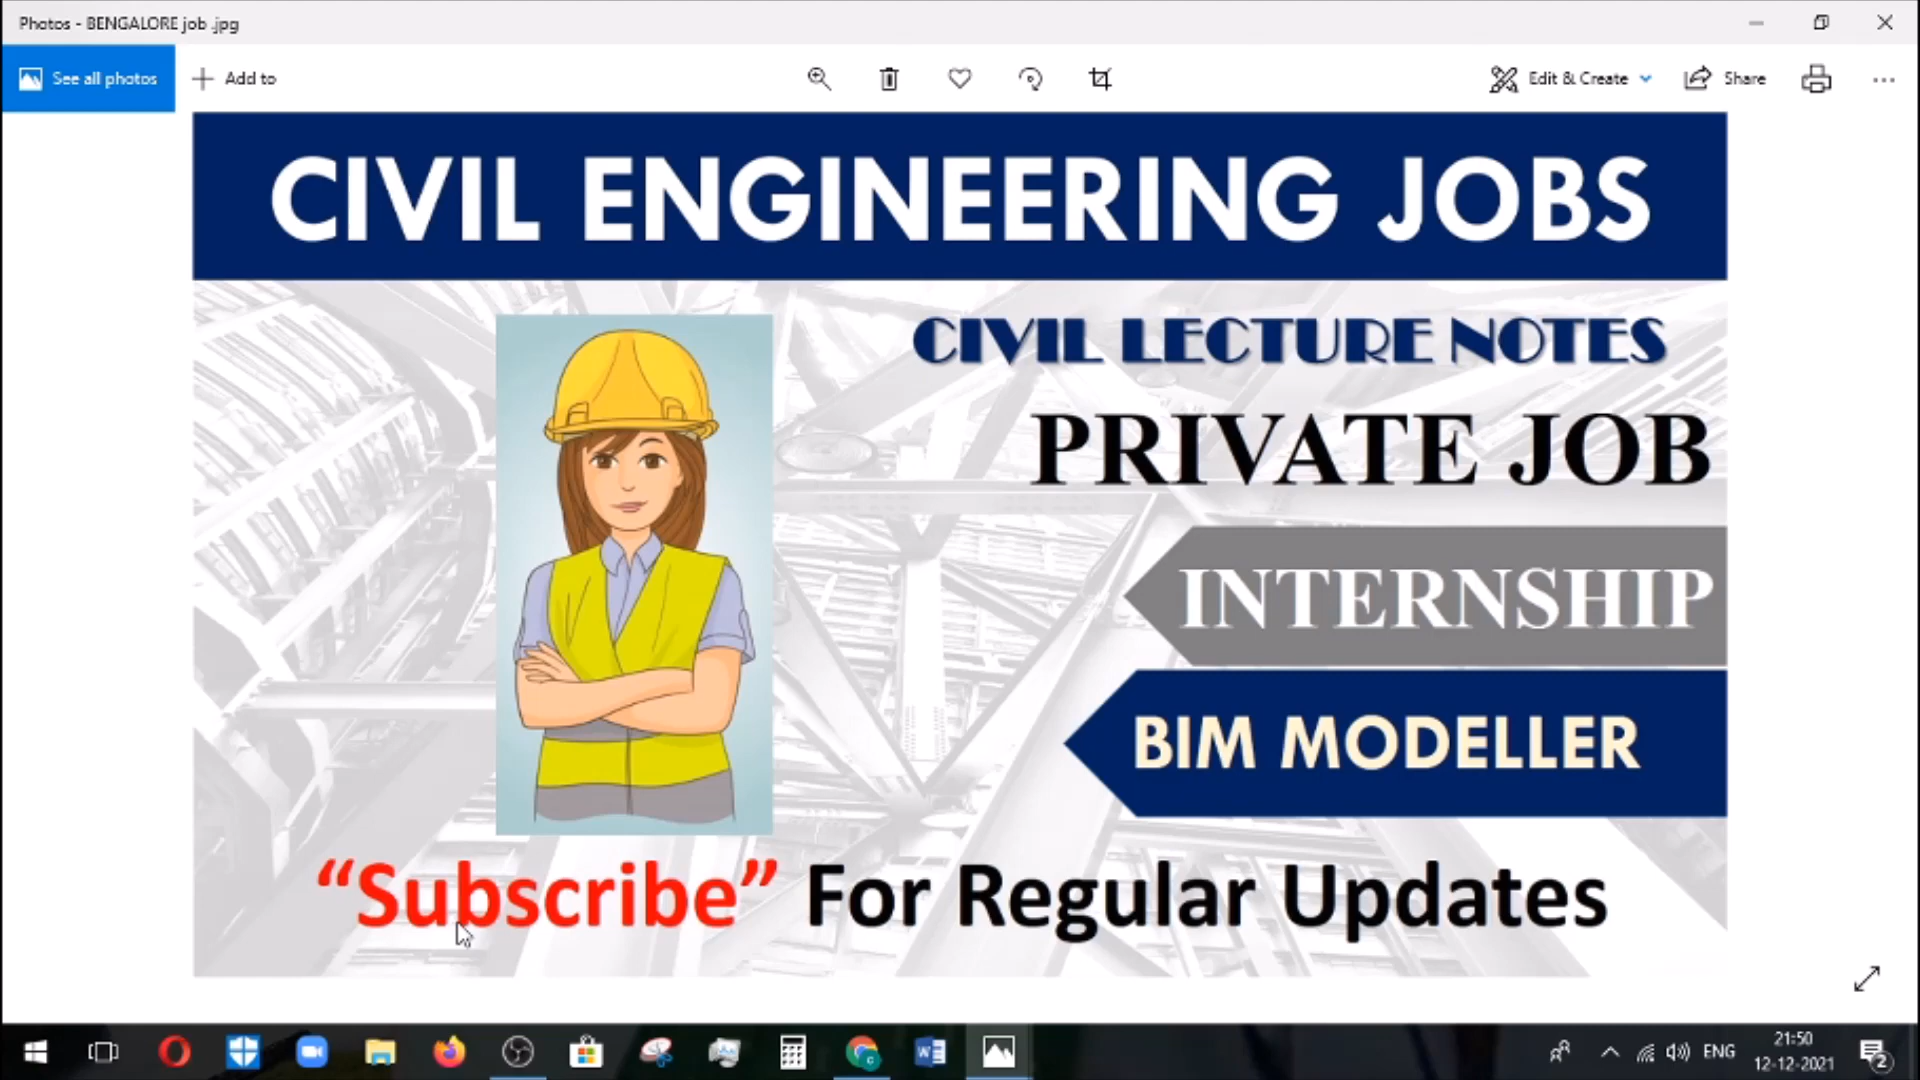 Photos - BENGALORE job .jpg
See all photos
Add to
Edit & Create
Share
CIVIL ENGINEERING JOBS
CIVIL LECTURE NOTES
PRIVATE JOB
INTERNSHIP
BIM MODELLER
“Subscribe” For Regular Updates
ENG
21:50
12-12-2021
2